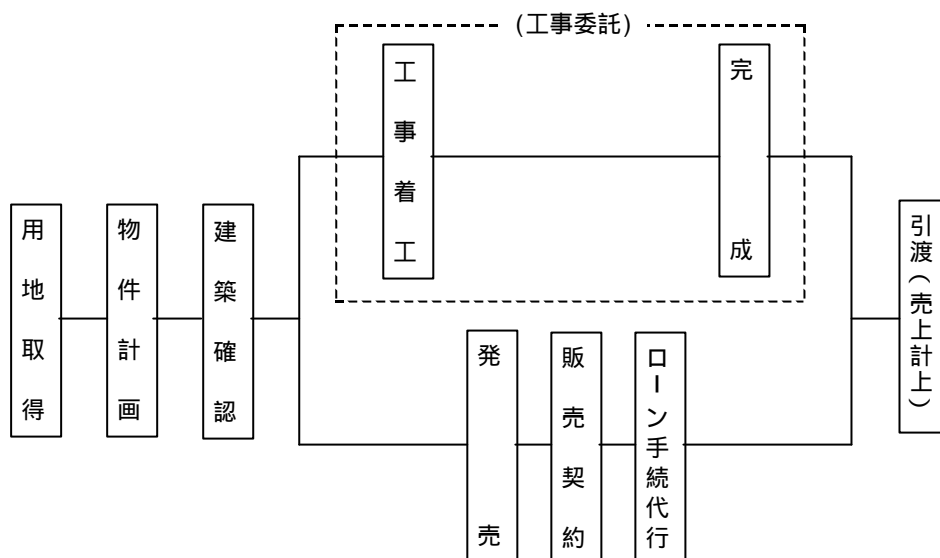 (工事委託)
工事着工
完成
用地取得
物件計画
建築確認
発売
販売契約
ローン手続代行
引渡(売上計上)